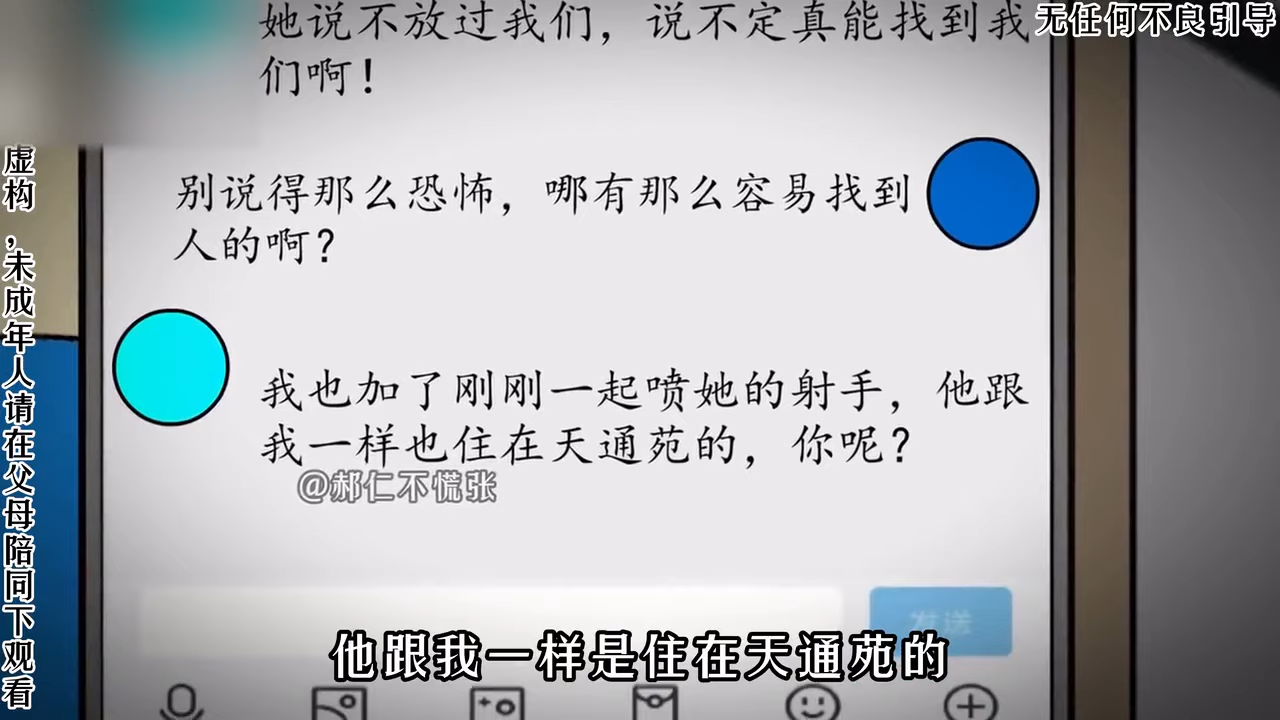 她说不放过我们，说不定真能找到我
们啊！
无任何不良引导
虚构，未成年人请在父母陪同下观看
别说得那么恐怖，哪有那么容易找到
人的啊？
我也加了刚刚一起喷她的射手，他跟
我一样也住在天通苑的，你呢？
@郝仁不慌张
发送
他跟我一样是住在天通苑的